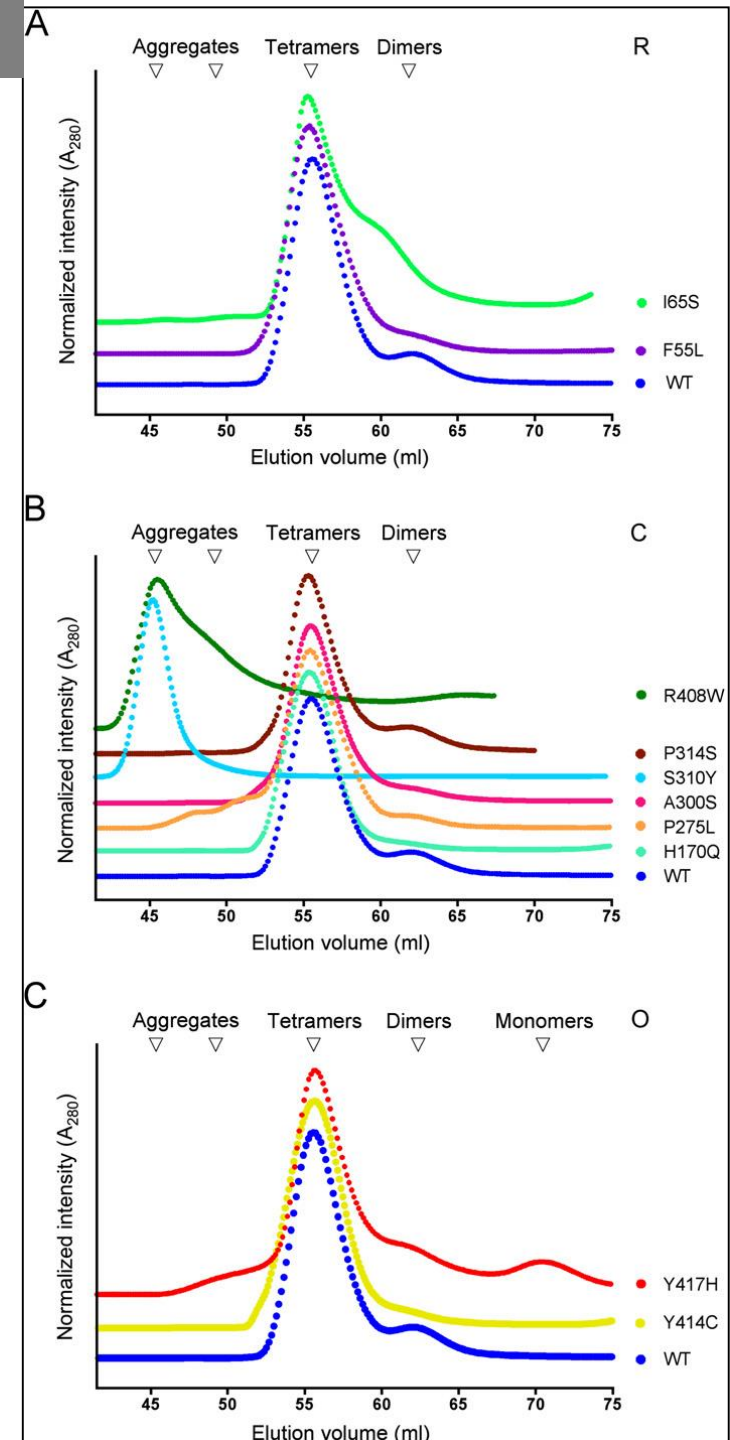 A
Aggregates Tetramers Dimers R
Normalized intensity (A280)
I65S
F55L
WT
45 50 55 60 65 70 75
Elution volume (ml)
B
Aggregates Tetramers Dimers C
Normalized intensity (A280)
R408W
P314S
S310Y
A300S
P275L
H170Q
WT
45 50 55 60 65 70 75
Elution volume (ml)
C
Aggregates Tetramers Dimers Monomers O
Normalized intensity (A280)
Y417H
Y414C
WT
45 50 55 60 65 70 75
Elution volume (ml)